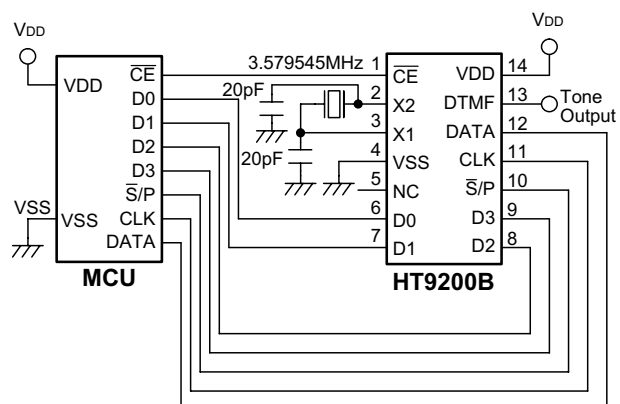 VDD
VDD
CE
D0
D1
D2
D3
S̅/P
CLK
DATA
VSS
VSS
MCU
3.579545MHz
20pF
20pF
1
2
3
4
5
6
7
C̅E̅
X2
X1
VSS
NC
D0
D1
VDD
DTMF
DATA
CLK
S̅/P
D3
D2
14
13
12
11
10
9
8
HT9200B
VDD
Tone
Output